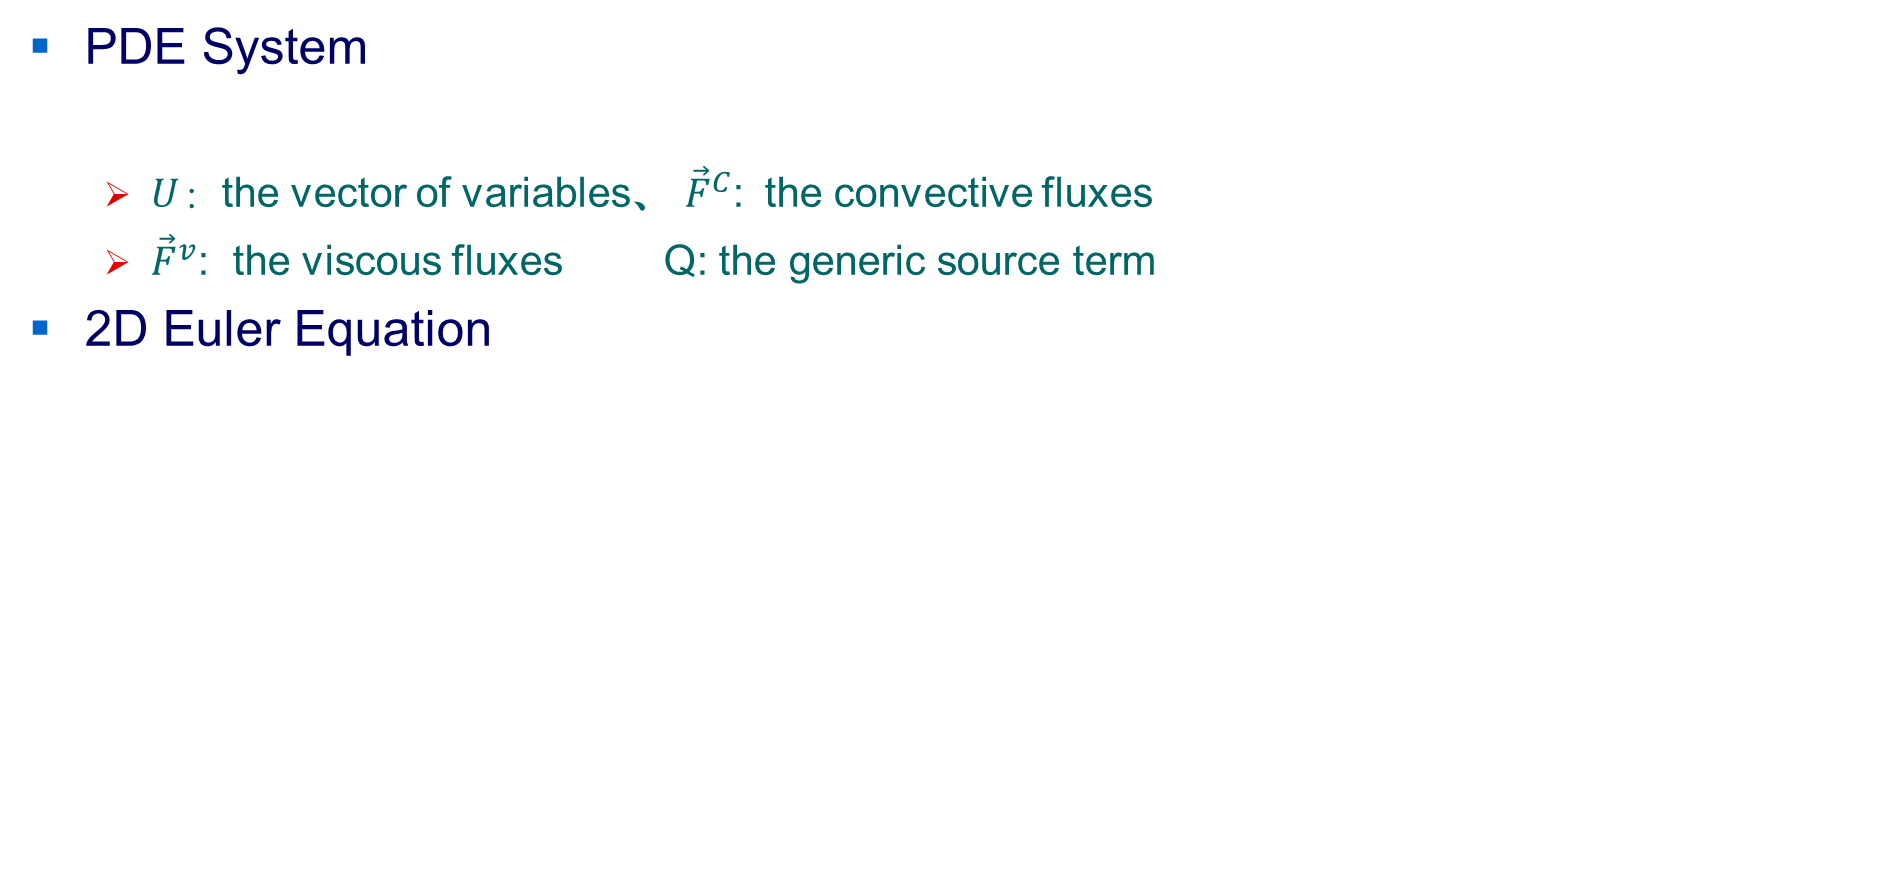 ▪ PDE System
➢ 𝑈 : the vector of variables、 F⃗ᶜ: the convective fluxes
➢ F⃗ᵛ: the viscous fluxes Q: the generic source term
▪ 2D Euler Equation